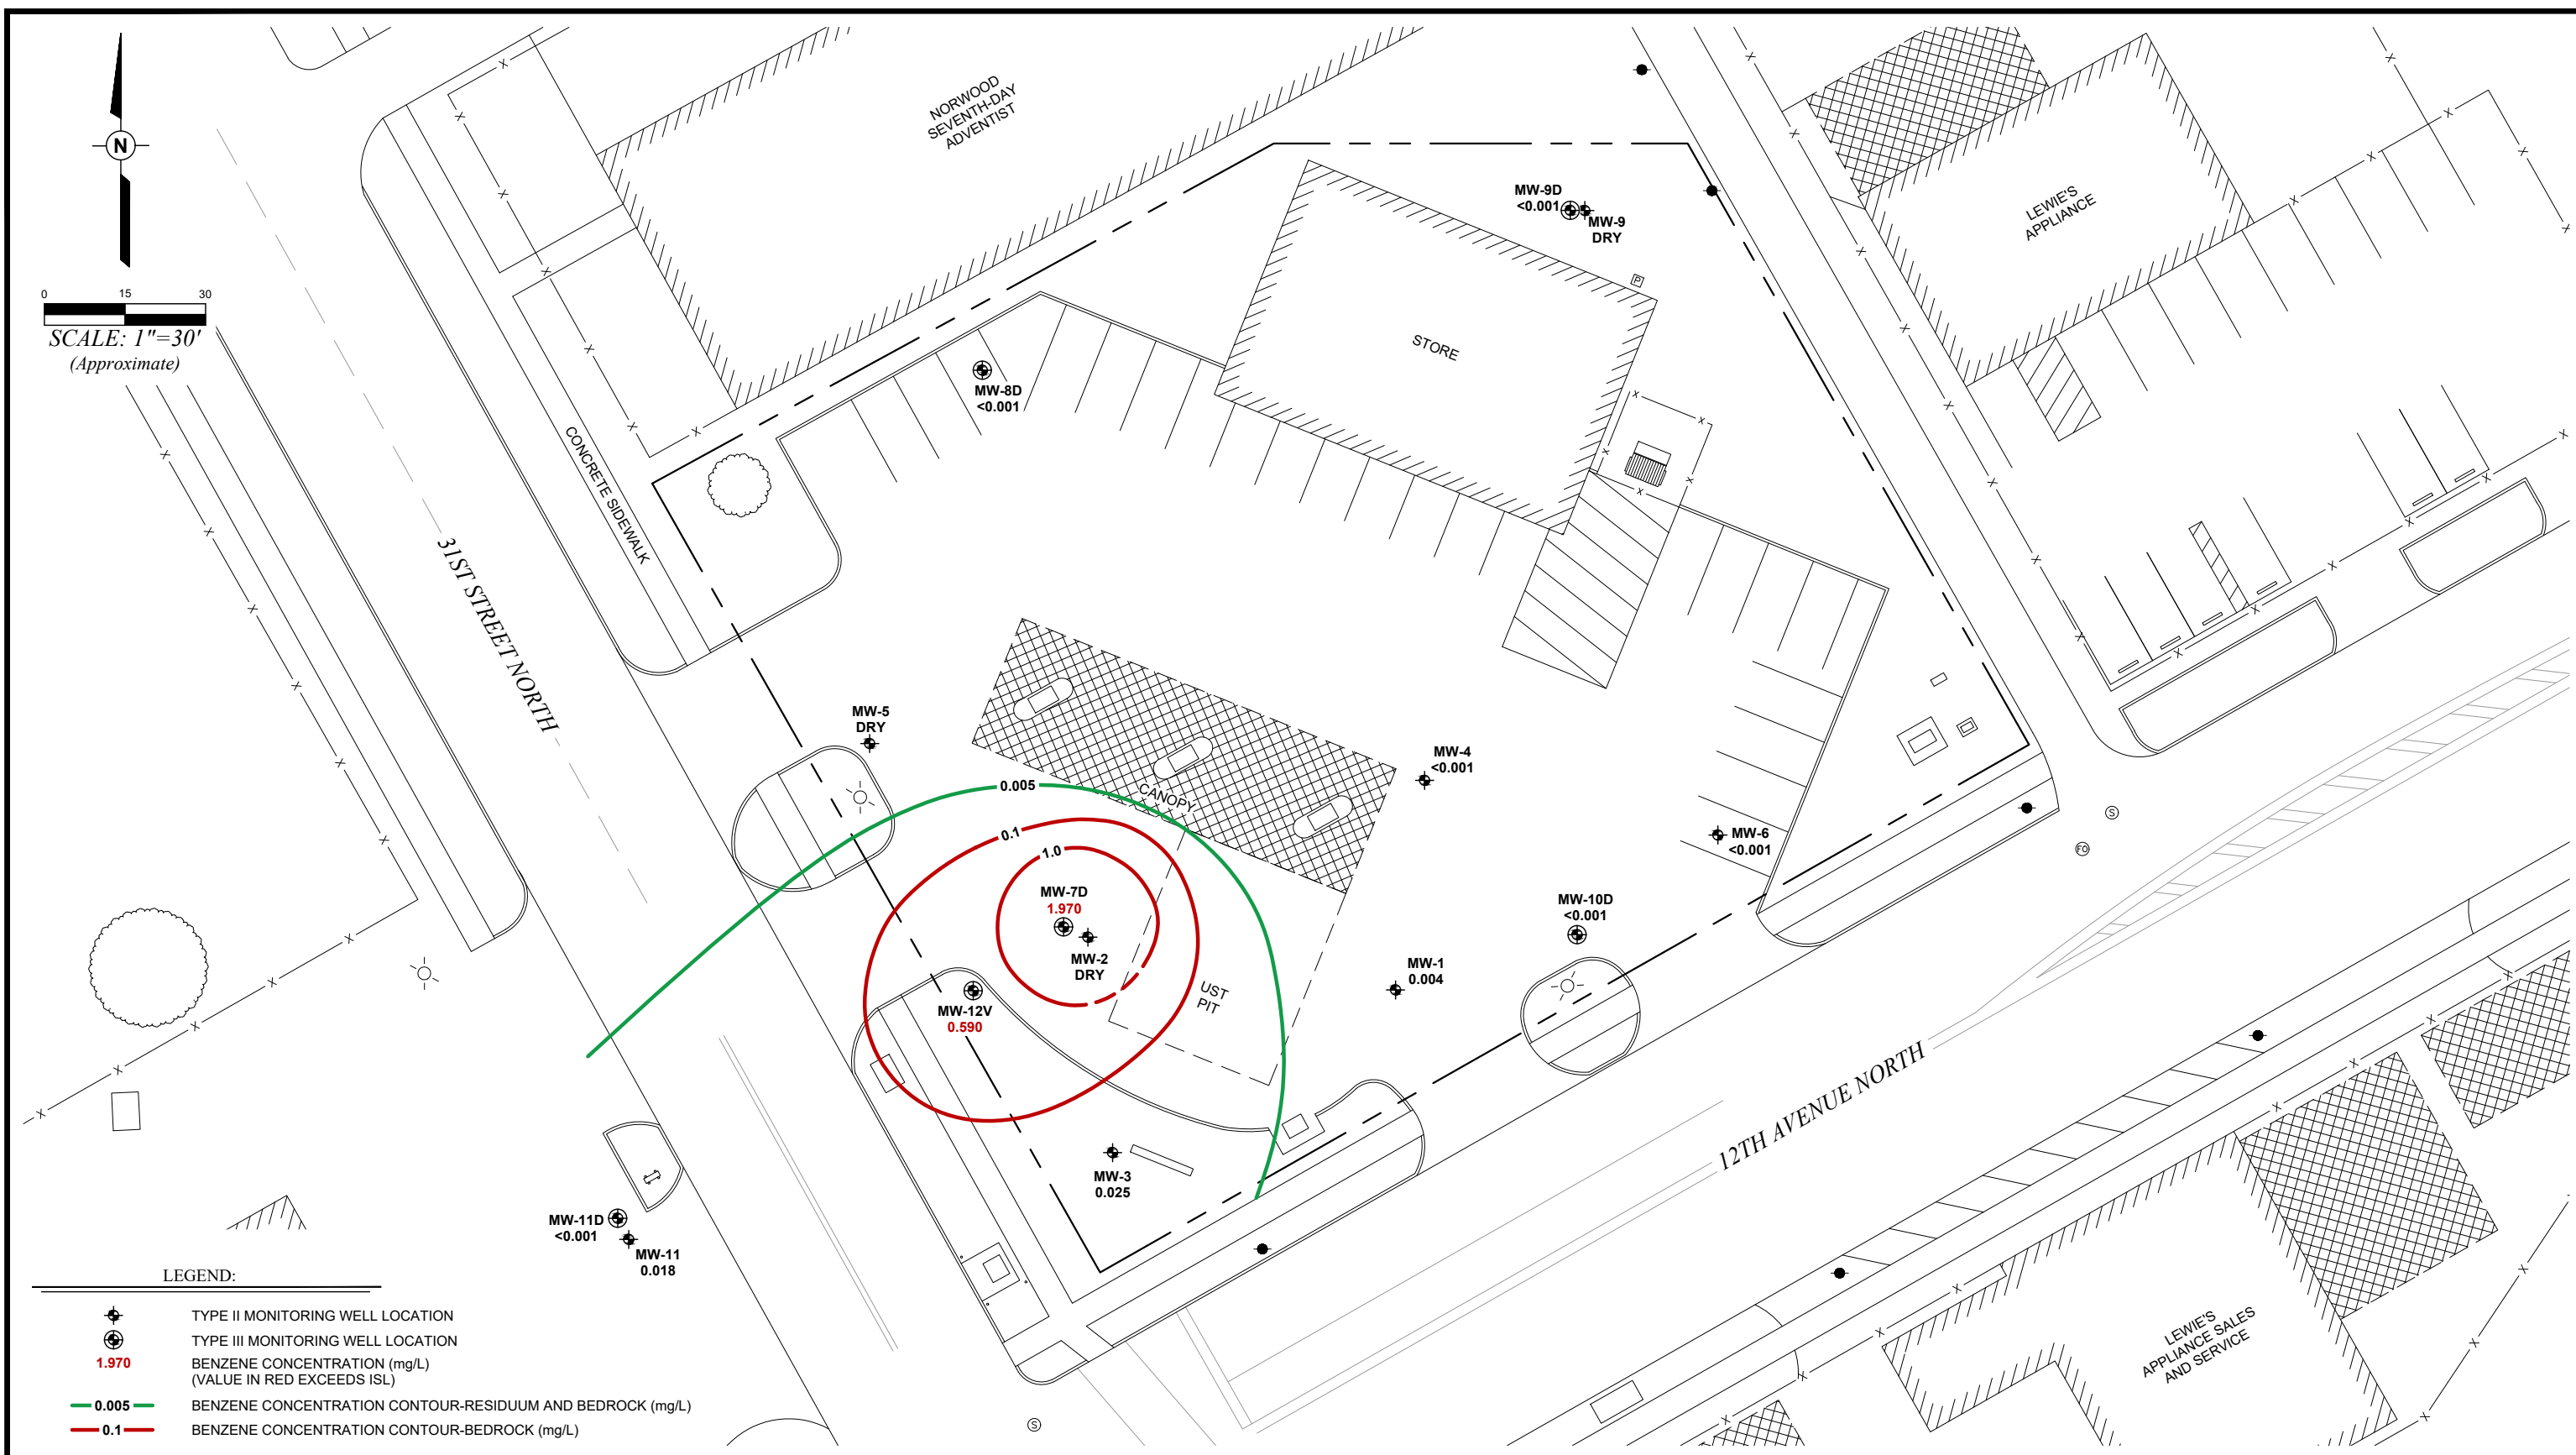 N
0 15 30
SCALE: 1"=30'
(Approximate)
NORWOOD
SEVENTH-DAY
ADVENTIST
MW-9D
<0.001
MW-9
DRY
P
LEWIE'S
APPLIANCE
STORE
MW-8D
<0.001
CONCRETE SIDEWALK
31ST STREET NORTH
MW-5
DRY
MW-4
<0.001
0.005
CANOPY
0.1
1.0
MW-6
<0.001
S
FO
MW-7D
1.970
MW-2
DRY
MW-10D
<0.001
MW-1
0.004
UST
PIT
MW-12V
0.590
12TH AVENUE NORTH
MW-3
0.025
MW-11D
<0.001
MW-11
0.018
LEWIE'S
APPLIANCE SALES
AND SERVICE
S
LEGEND:
TYPE II MONITORING WELL LOCATION
TYPE III MONITORING WELL LOCATION
1.970 BENZENE CONCENTRATION (mg/L)
(VALUE IN RED EXCEEDS ISL)
0.005 BENZENE CONCENTRATION CONTOUR-RESIDUUM AND BEDROCK (mg/L)
0.1 BENZENE CONCENTRATION CONTOUR-BEDROCK (mg/L)